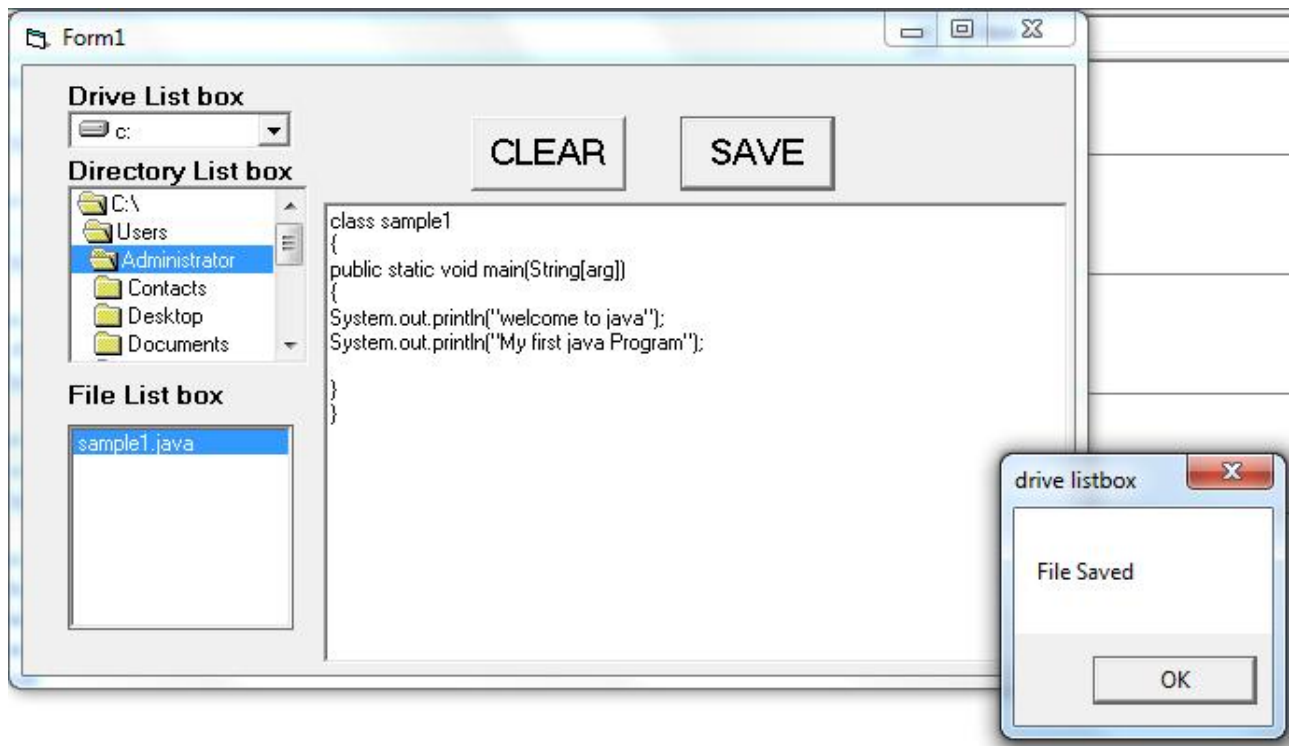 Form1
Drive List box
c:
Directory List box
C:\
Users
Administrator
Contacts
Desktop
Documents
File List box
sample1.java
CLEAR
SAVE
class sample1
{
public static void main(String[arg])
{
System.out.println("welcome to java");
System.out.println("My first java Program");
}
}
drive listbox
File Saved
OK